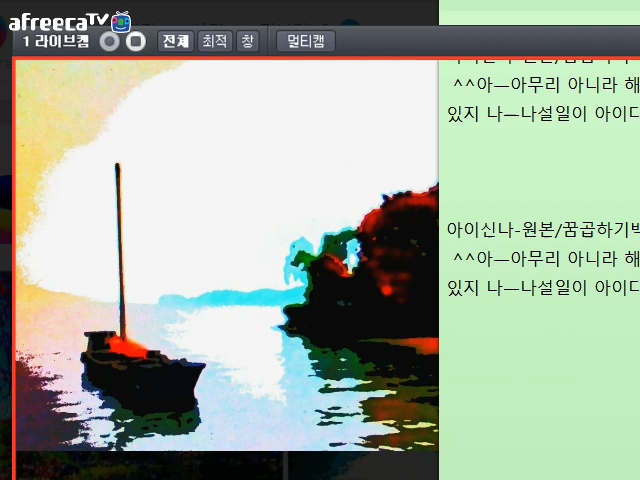 afreecaTV
1 라이브캠 전체 최적 창 멀티캠
^^아—아무리 아니라 해
있지 나—나설일이 아이디
아이신나-원본/꿈곱하기박
^^아—아무리 아니라 해
있지 나—나설일이 아이디